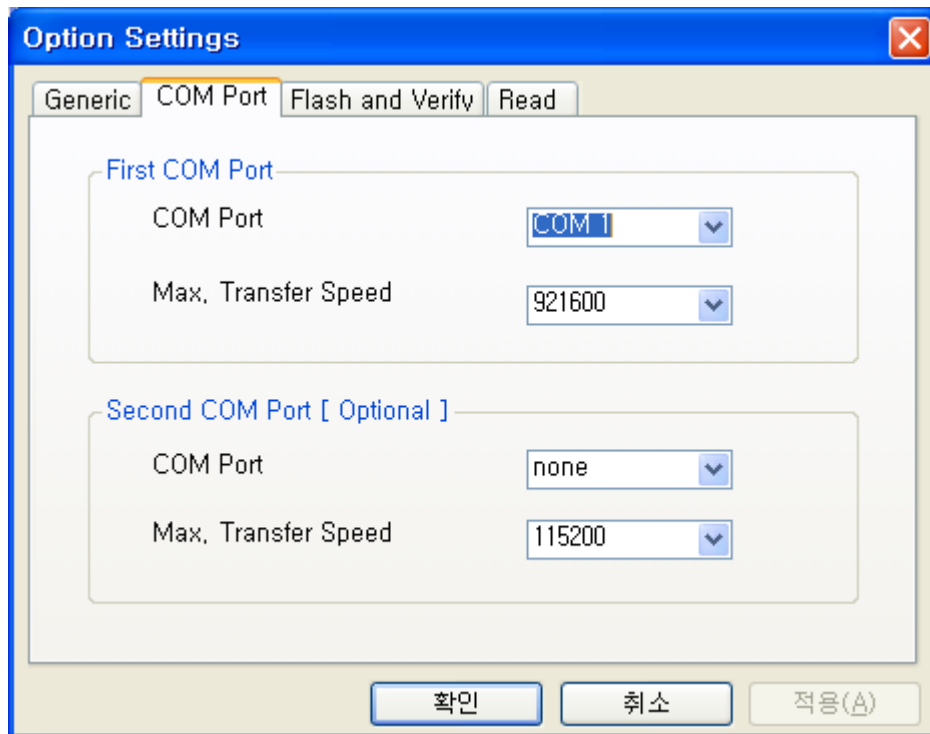 Option Settings
Generic COM Port Flash and Verify Read
First COM Port
COM Port COM 1
Max, Transfer Speed 921600
Second COM Port [ Optional ]
COM Port none
Max, Transfer Speed 115200
확인 취소 적용(A)